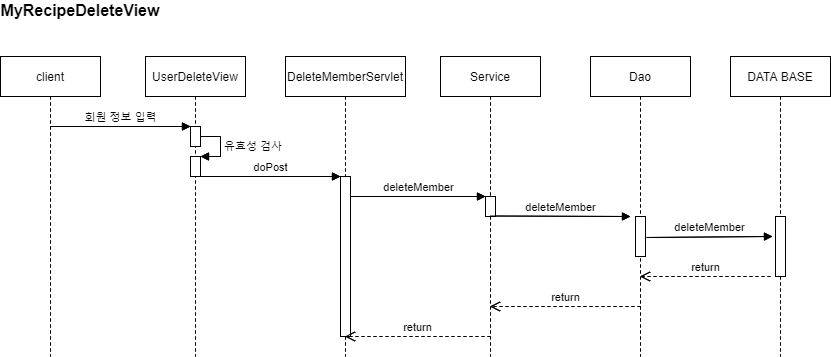 MyRecipeDeleteView
client
UserDeleteView
DeleteMemberServlet
Service
Dao
DATA BASE
회원 정보 입력
유효성 검사
doPost
deleteMember
deleteMember
deleteMember
return
return
return